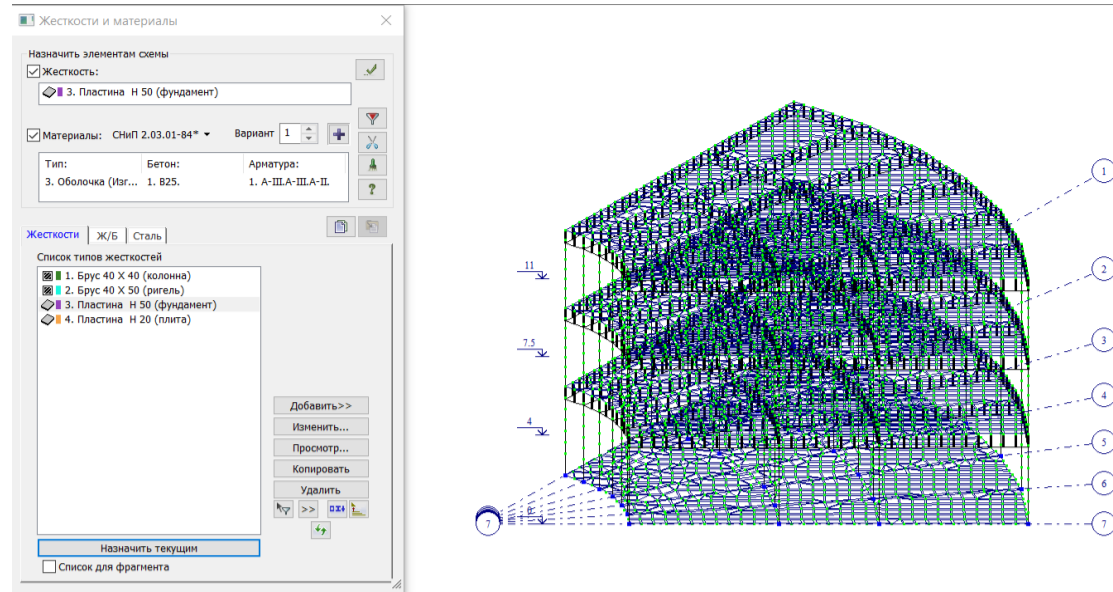 Жесткости и материалы
Назначить элементам схемы
Жесткость:
3. Пластина H 50 (фундамент)
Материалы: СНиП 2.03.01-84* Вариант 1
Тип: Бетон: Арматура:
3. Оболочка (Изг... 1. B25. 1. A-III.A-III.A-II.
Жесткости Ж/Б Сталь
Список типов жесткостей
1. Брус 40 X 40 (колонна)
2. Брус 40 X 50 (ригель)
3. Пластина H 50 (фундамент)
4. Пластина H 20 (плита)
Добавить>>
Изменить...
Просмотр...
Копировать
Удалить
>>
Назначить текущим
Список для фрагмента
11
7.5
4
0
7
1
2
3
4
5
6
7